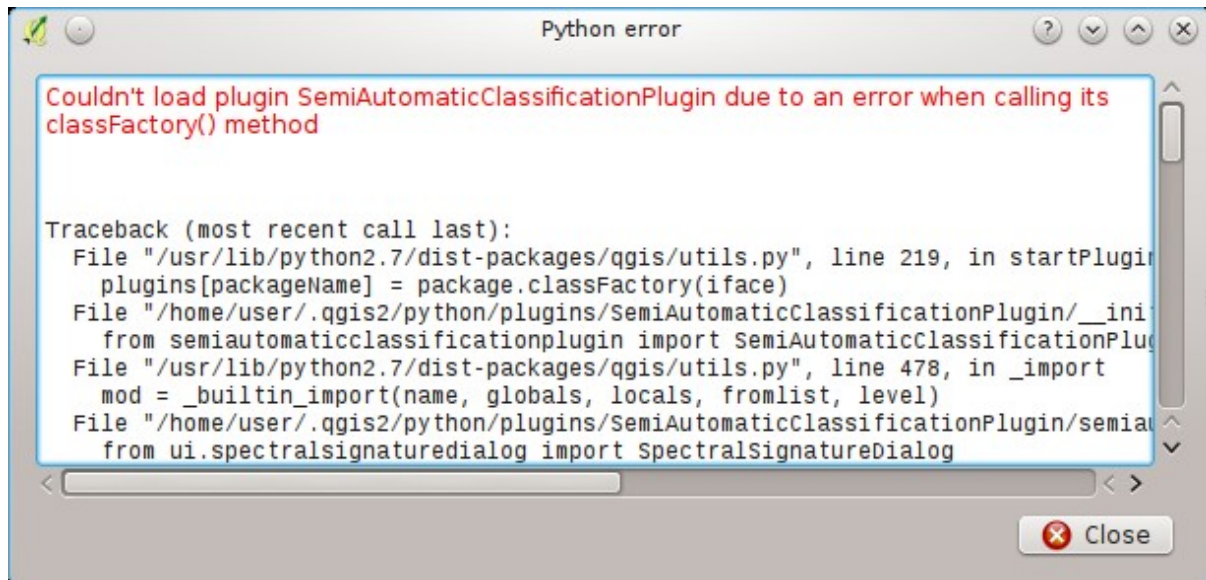 Python error
Couldn't load plugin SemiAutomaticClassificationPlugin due to an error when calling its
classFactory() method
Traceback (most recent call last):
File "/usr/lib/python2.7/dist-packages/qgis/utils.py", line 219, in startPlugin
plugins[packageName] = package.classFactory(iface)
File "/home/user/.qgis2/python/plugins/SemiAutomaticClassificationPlugin/__ini
from semiautomaticclassificationplugin import SemiAutomaticClassificationPlug
File "/usr/lib/python2.7/dist-packages/qgis/utils.py", line 478, in _import
mod = _builtin_import(name, globals, locals, fromlist, level)
File "/home/user/.qgis2/python/plugins/SemiAutomaticClassificationPlugin/semiau
from ui.spectralsignaturedialog import SpectralSignatureDialog
Close